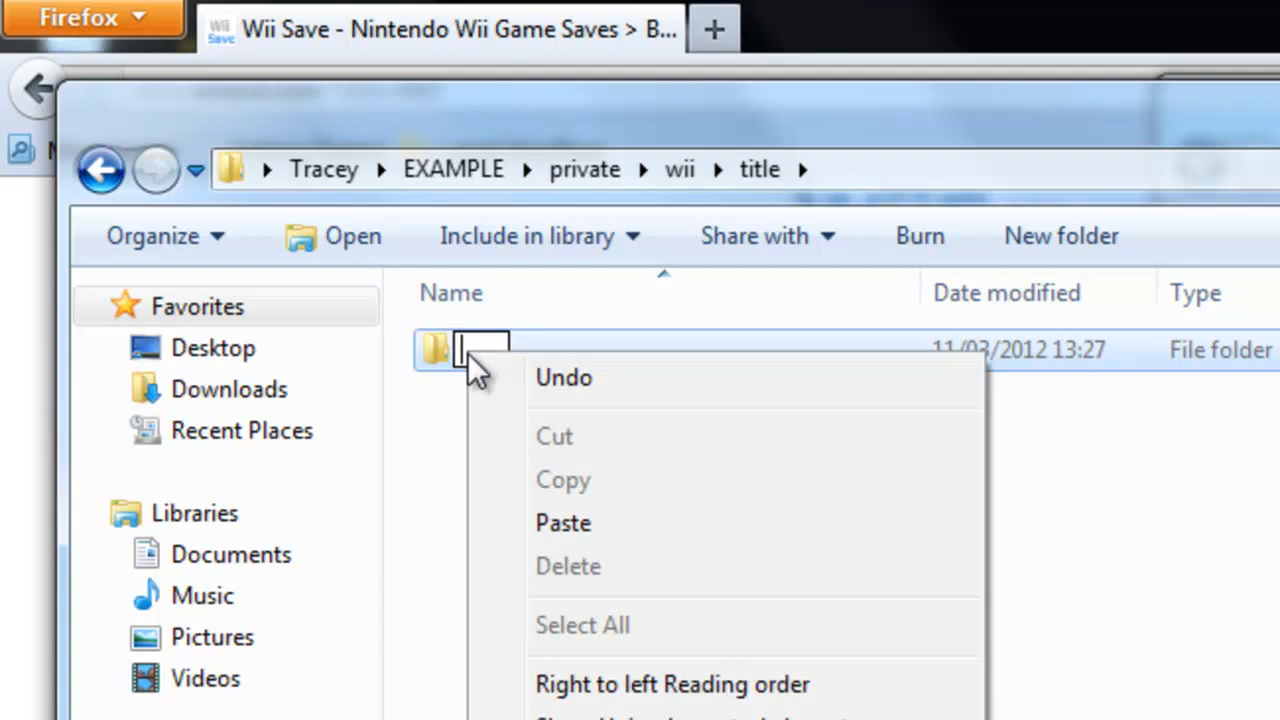 Firefox
Wii Save
Wii Save - Nintendo Wii Game Saves > B...
Tracey EXAMPLE private wii title
Organize Open Include in library Share with Burn New folder
Favorites
Desktop
Downloads
Recent Places
Libraries
Documents
Music
Pictures
Videos
Name Date modified Type
11/03/2012 13:27 File folder
Undo
Cut
Copy
Paste
Delete
Select All
Right to left Reading order